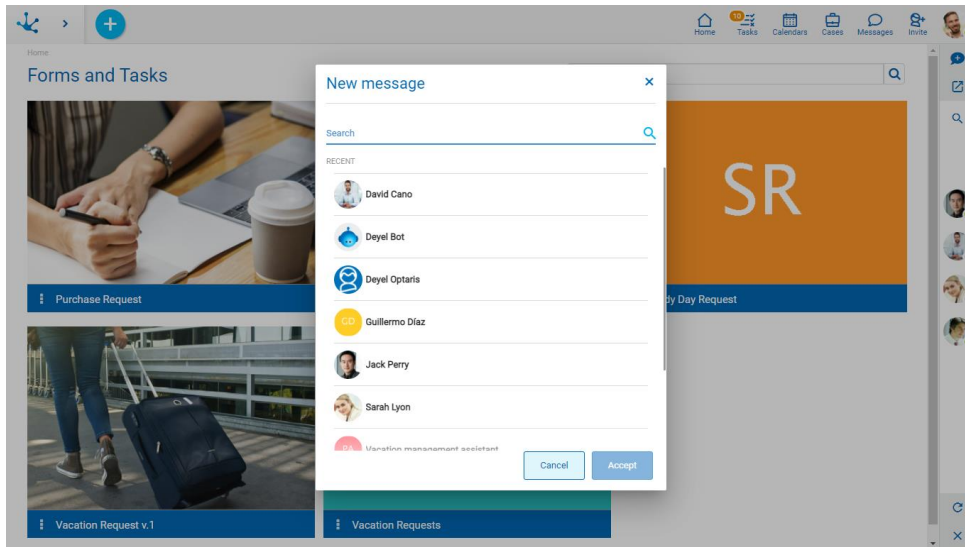 10
Home
Tasks
Calendars
Cases
Messages
Invite
Home
Forms and Tasks
New message
Search
RECENT
David Cano
Deyel Bot
Deyel Optaris
GD
Guillermo Díaz
Jack Perry
Sarah Lyon
PA
Vacation management assistant
Cancel
Accept
SR
Purchase Request
Day Request
Vacation Request v.1
Vacation Requests